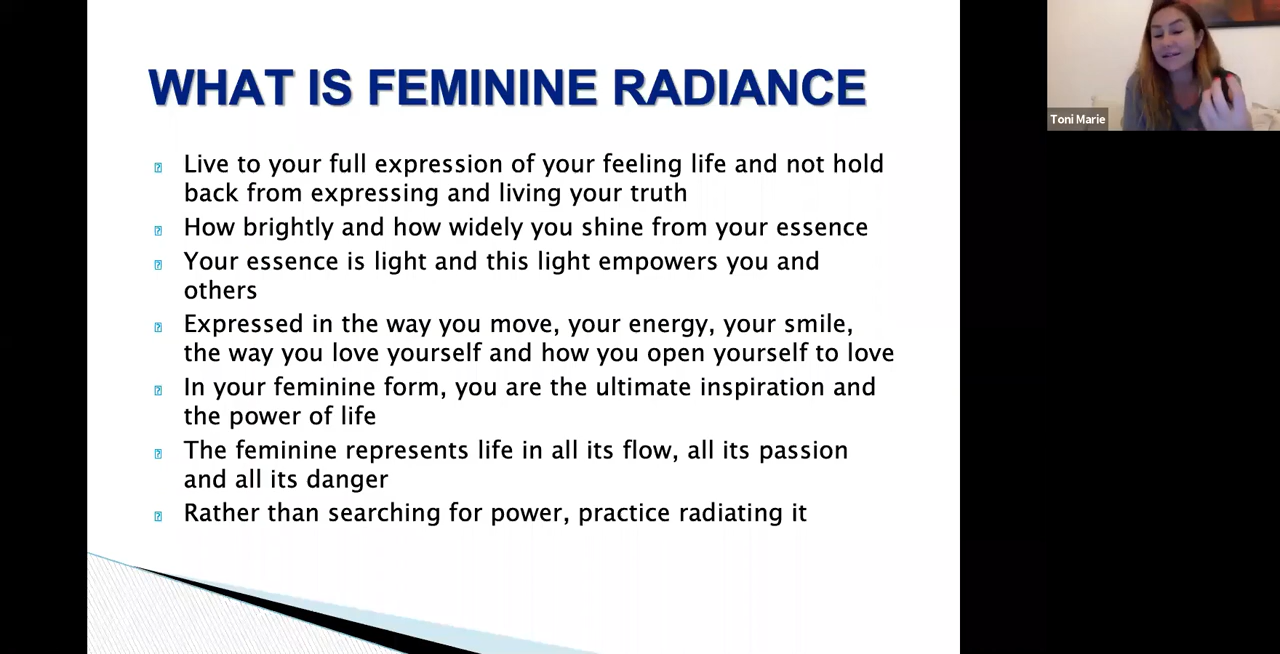 WHAT IS FEMININE RADIANCE
Live to your full expression of your feeling life and not hold
back from expressing and living your truth
How brightly and how widely you shine from your essence
Your essence is light and this light empowers you and
others
Expressed in the way you move, your energy, your smile,
the way you love yourself and how you open yourself to love
In your feminine form, you are the ultimate inspiration and
the power of life
The feminine represents life in all its flow, all its passion
and all its danger
Rather than searching for power, practice radiating it
Toni Marie